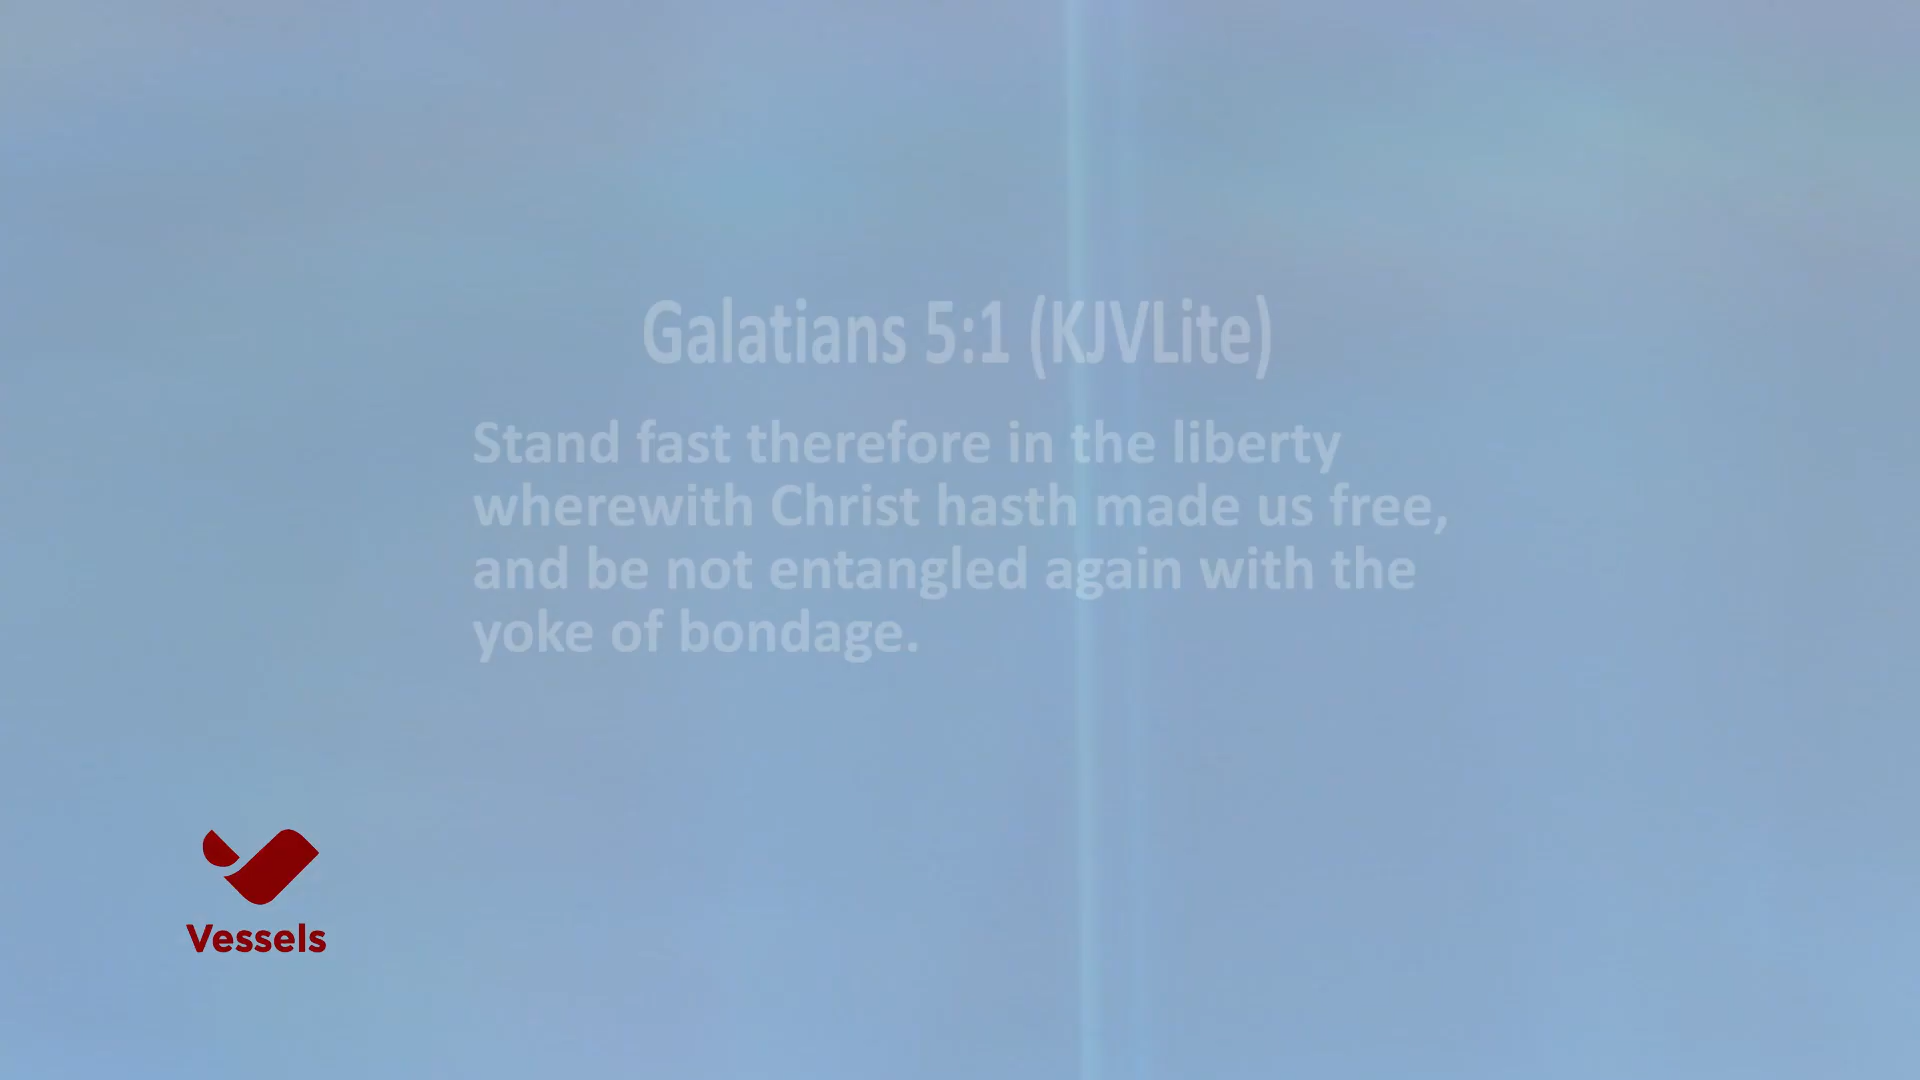 Galatians 5:1 (KJVLite)
Stand fast therefore in the liberty
wherewith Christ hasth made us free,
and be not entangled again with the
yoke of bondage.
Vessels